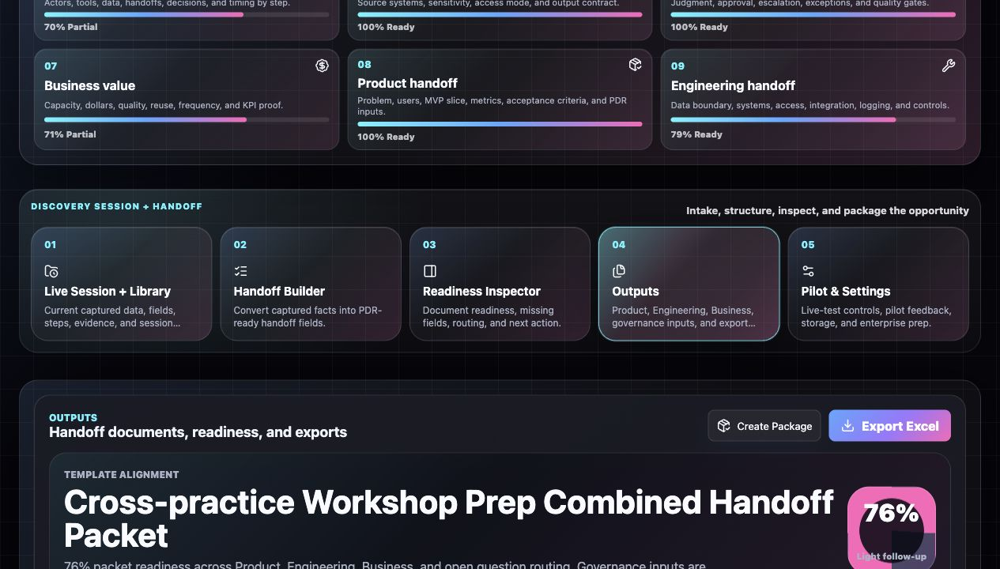 Actors, tools, data, handoffs, decisions, and timing by step.
70% Partial
Source systems, sensitivity, access mode, and output contract.
100% Ready
Judgment, approval, escalation, exceptions, and quality gates.
100% Ready
07
Business value
Capacity, dollars, quality, reuse, frequency, and KPI proof.
71% Partial
08
Product handoff
Problem, users, MVP slice, metrics, acceptance criteria, and PDR
inputs.
100% Ready
09
Engineering handoff
Data boundary, systems, access, integration, logging, and controls.
79% Ready
DISCOVERY SESSION + HANDOFF
Intake, structure, inspect, and package the opportunity
01
Live Session + Library
Current captured data, fields,
steps, evidence, and session...
02
Handoff Builder
Convert captured facts into PDR-
ready handoff fields.
03
Readiness Inspector
Document readiness, missing
fields, routing, and next action.
04
Outputs
Product, Engineering, Business,
governance inputs, and export...
05
Pilot & Settings
Live-test controls, pilot feedback,
storage, and enterprise prep.
OUTPUTS
Handoff documents, readiness, and exports
Create Package
Export Excel
TEMPLATE ALIGNMENT
Cross-practice Workshop Prep Combined Handoff
Packet
76%
Light follow-up
76% packet readiness across Product, Engineering, Business, and open question routing. Governance inputs are